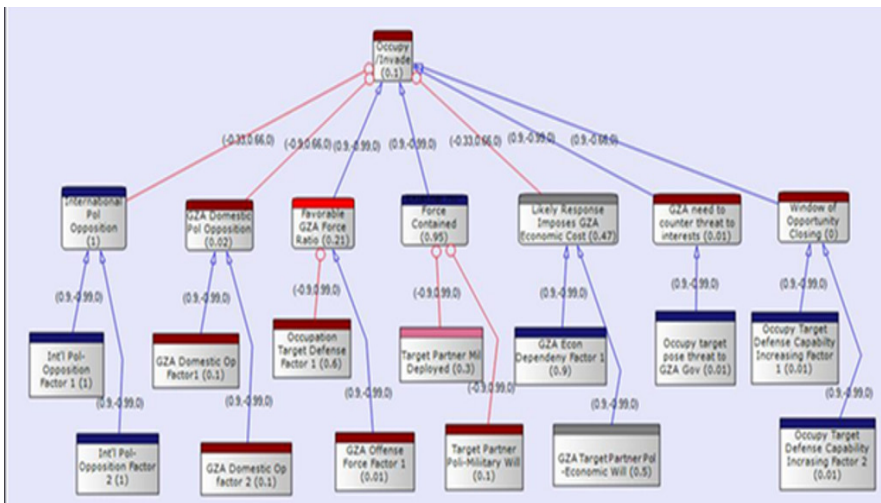 Occupy
/Invade
(0.1)
(-0.33,0.66,0)
(-0.9,0.66,0)
(0.9,-0.99,0)
(0.9,-0.99,0)
(-0.33,0.66,0)
(0.9,-0.99,0)
(0.9,-0.66,0)
International
Pol
Opposition
(1)
GZA Domestic
Pol Opposition
(0.02)
Favorable
GZA Force
Ratio (0.21)
Force
Contained
(0.95)
Likely Response
Imposes GZA
Economic Cost (0.47)
GZA need to
counter threat to
interests (0.01)
Window of
Opportunity
Closing (0)
(0.9,-0.99,0)
(0.9,-0.99,0)
(-0.9,0.99,0)
(-0.9,0.99,0)
(0.9,-0.99,0)
(0.9,-0.99,0)
(0.9,-0.99,0)
Int'l Pol-
Opposition
Factor 1 (1)
GZA Domestic Op
Factor1 (0.1)
Occupation
Target Defense
Factor 1 (0.6)
Target Partner Mil
Deployed (0.3)
GZA Econ
Dependeny Factor 1
(0.9)
Occupy target
pose threat to
GZA Gov (0.01)
Occupy Target
Defense Capabilty
Increasing Factor
1 (0.01)
(0.9,-0.99,0)
(0.9,-0.99,0)
(0.9,-0.99,0)
(-0.9,0.99,0)
(0.9,-0.99,0)
(0.9,-0.99,0)
Int'l Pol-
Opposition Factor
2 (1)
GZA Domestic Op
factor 2 (0.1)
GZA Offense
Force Factor 1
(0.01)
Target Partner
Poli-Military Will
(0.1)
GZA Target Partner Pol
-Economic Will (0.5)
Occupy Target
Defense Capability
Incrasing Factor 2
(0.01)